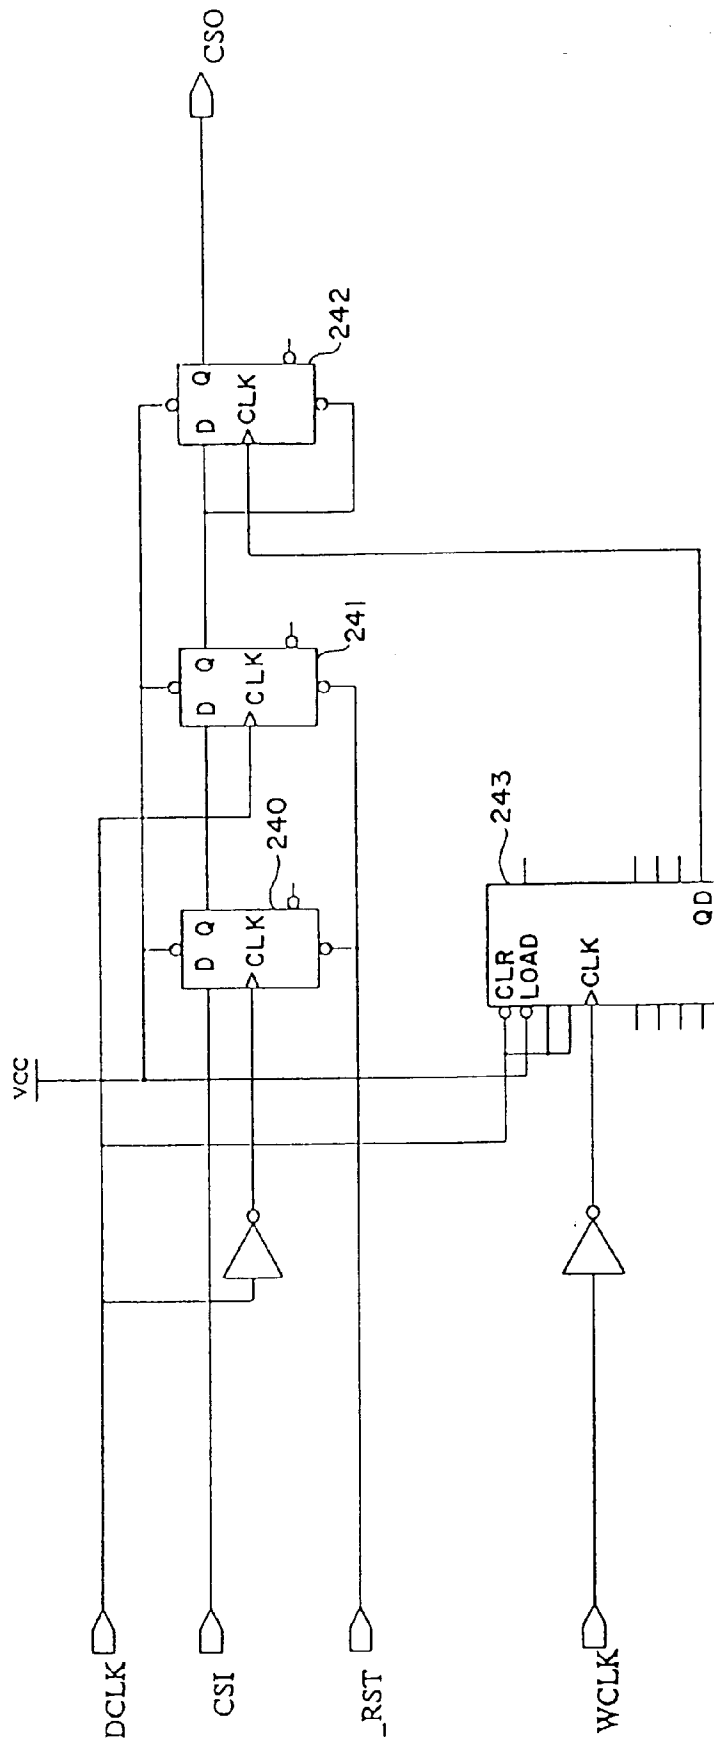 VCC
DCLK
CSI
_RST
WCLK
D Q
CLK
240
D Q
CLK
241
D Q
CLK
242
CSO
CLR
LOAD
CLK
QD
243